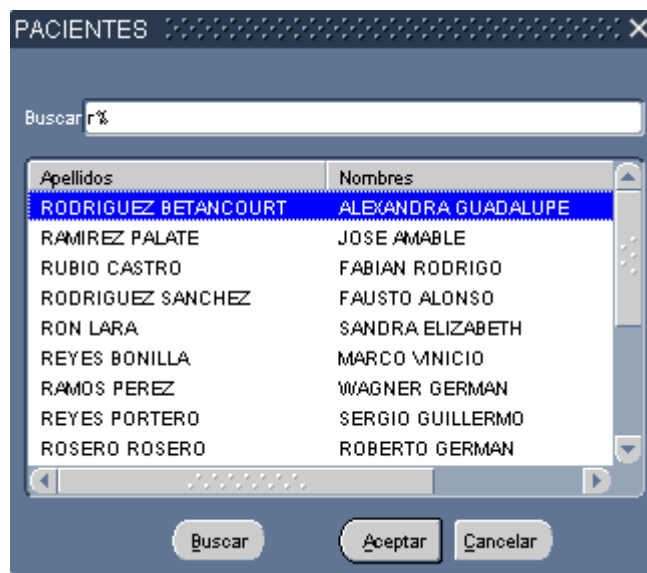 PACIENTES
Buscar r%
Apellidos Nombres
RODRIGUEZ BETANCOURT ALEXANDRA GUADALUPE
RAMIREZ PALATE JOSE AMABLE
RUBIO CASTRO FABIAN RODRIGO
RODRIGUEZ SANCHEZ FAUSTO ALONSO
RON LARA SANDRA ELIZABETH
REYES BONILLA MARCO VINICIO
RAMOS PEREZ WAGNER GERMAN
REYES PORTERO SERGIO GUILLERMO
ROSERO ROSERO ROBERTO GERMAN
Buscar Aceptar Cancelar